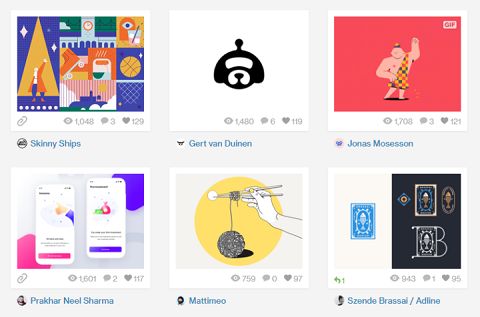 GIF
1,048 3 129
1,480 6 119
1,708 3 121
Skinny Ships
Gert van Duinen
Jonas Mosesson
1,601 2 117
759 0 97
1
943 1 95
Prakhar Neel Sharma
Mattimeo
Szende Brassai / Adline
B